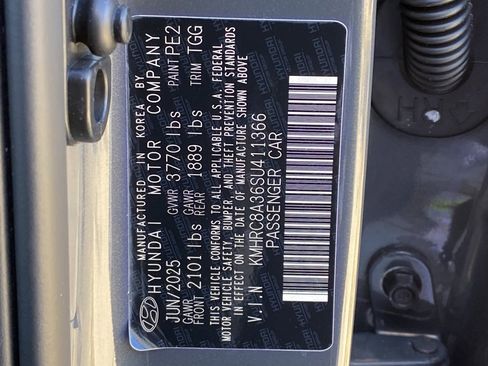 MANUFACTURED IN KOREA BY
HYUNDAI MOTOR COMPANY
JUN/2025 GVWR 3770 lbs PAINT PE2
GAWR FRONT 2101 lbs GAWR REAR 1889 lbs TRIM TGG
THIS VEHICLE CONFORMS TO ALL APPLICABLE U.S.A. FEDERAL
MOTOR VEHICLE SAFETY, BUMPER, AND THEFT PREVENTION STANDARDS
IN EFFECT ON THE DATE OF MANUFACTURE SHOWN ABOVE
V.I.N KMHRC8A36SU411366
PASSENGER CAR